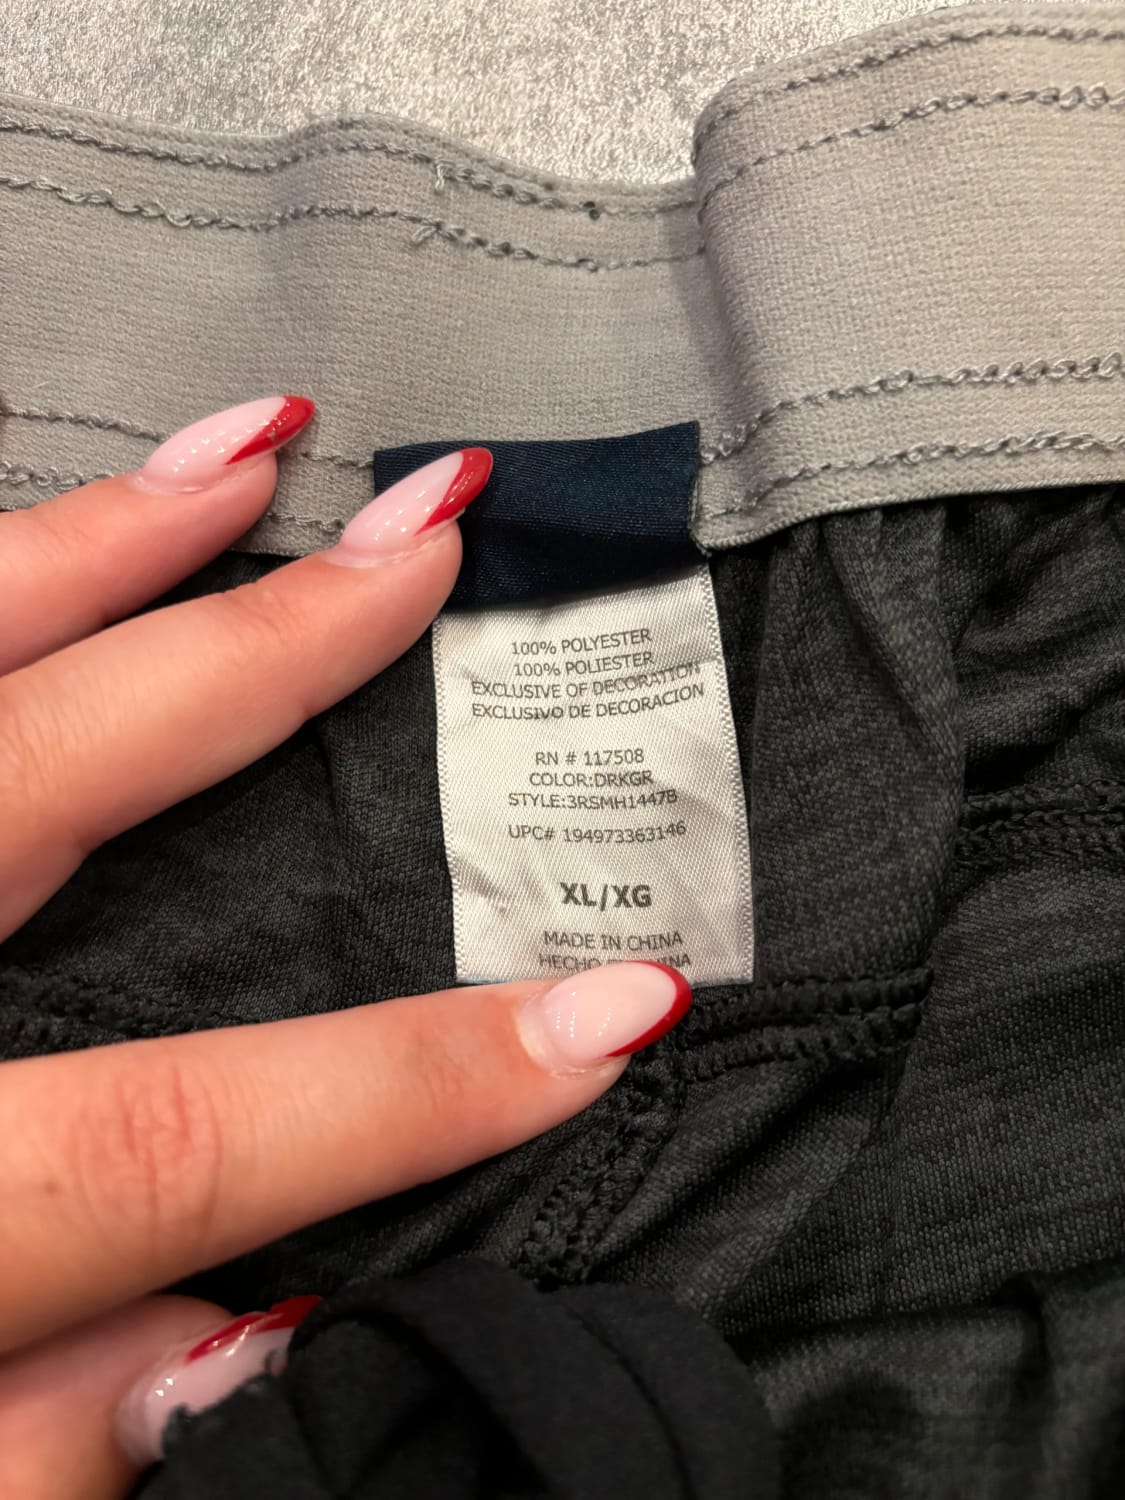 100% POLYESTER
100% POLIESTER
EXCLUSIVE OF DECORATION
EXCLUSIVO DE DECORACION
RN # 117508
COLOR:DRKGR
STYLE:3RSMH1447B
UPC# 194973363146
XL/XG
MADE IN CHINA
HECHO